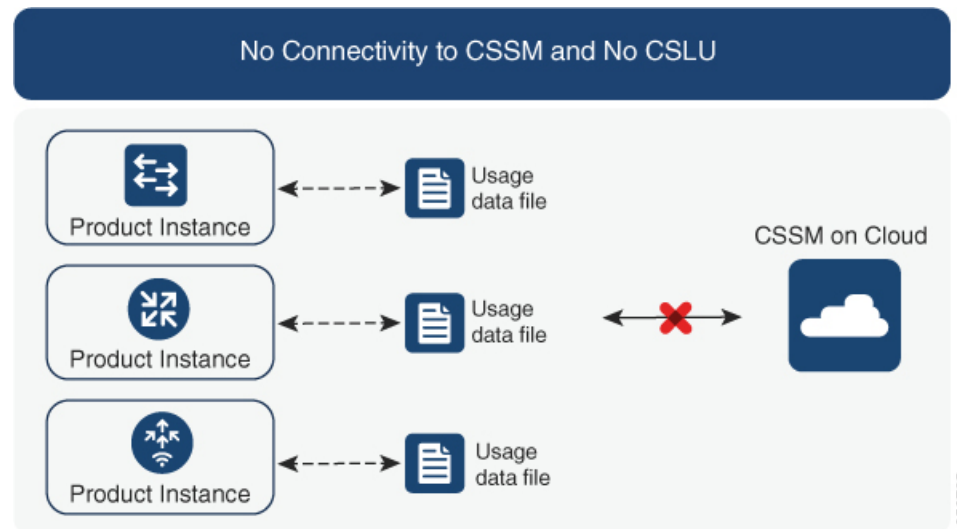 No Connectivity to CSSM and No CSLU
Product Instance
Usage
data file
Product Instance
Usage
data file
CSSM on Cloud
Product Instance
Usage
data file